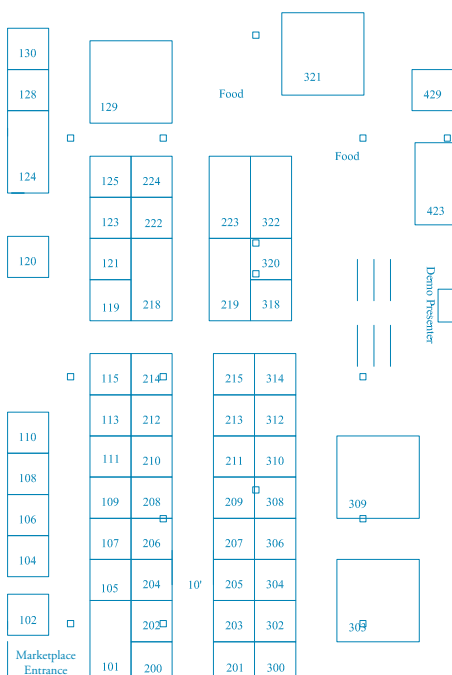 130
321
128
Food
429
129
Food
124
125 224
423
123 222 223 322
120
121
320
Demo Presenter
119 218 219 318
115 214 215 314
113 212 213 312
110
111 210 211 310
108
109 208 209 308
309
106
107 206 207 306
104
105 204 10' 205 304
102
202 203 302
303
Marketplace
Entrance
101 200 201 300